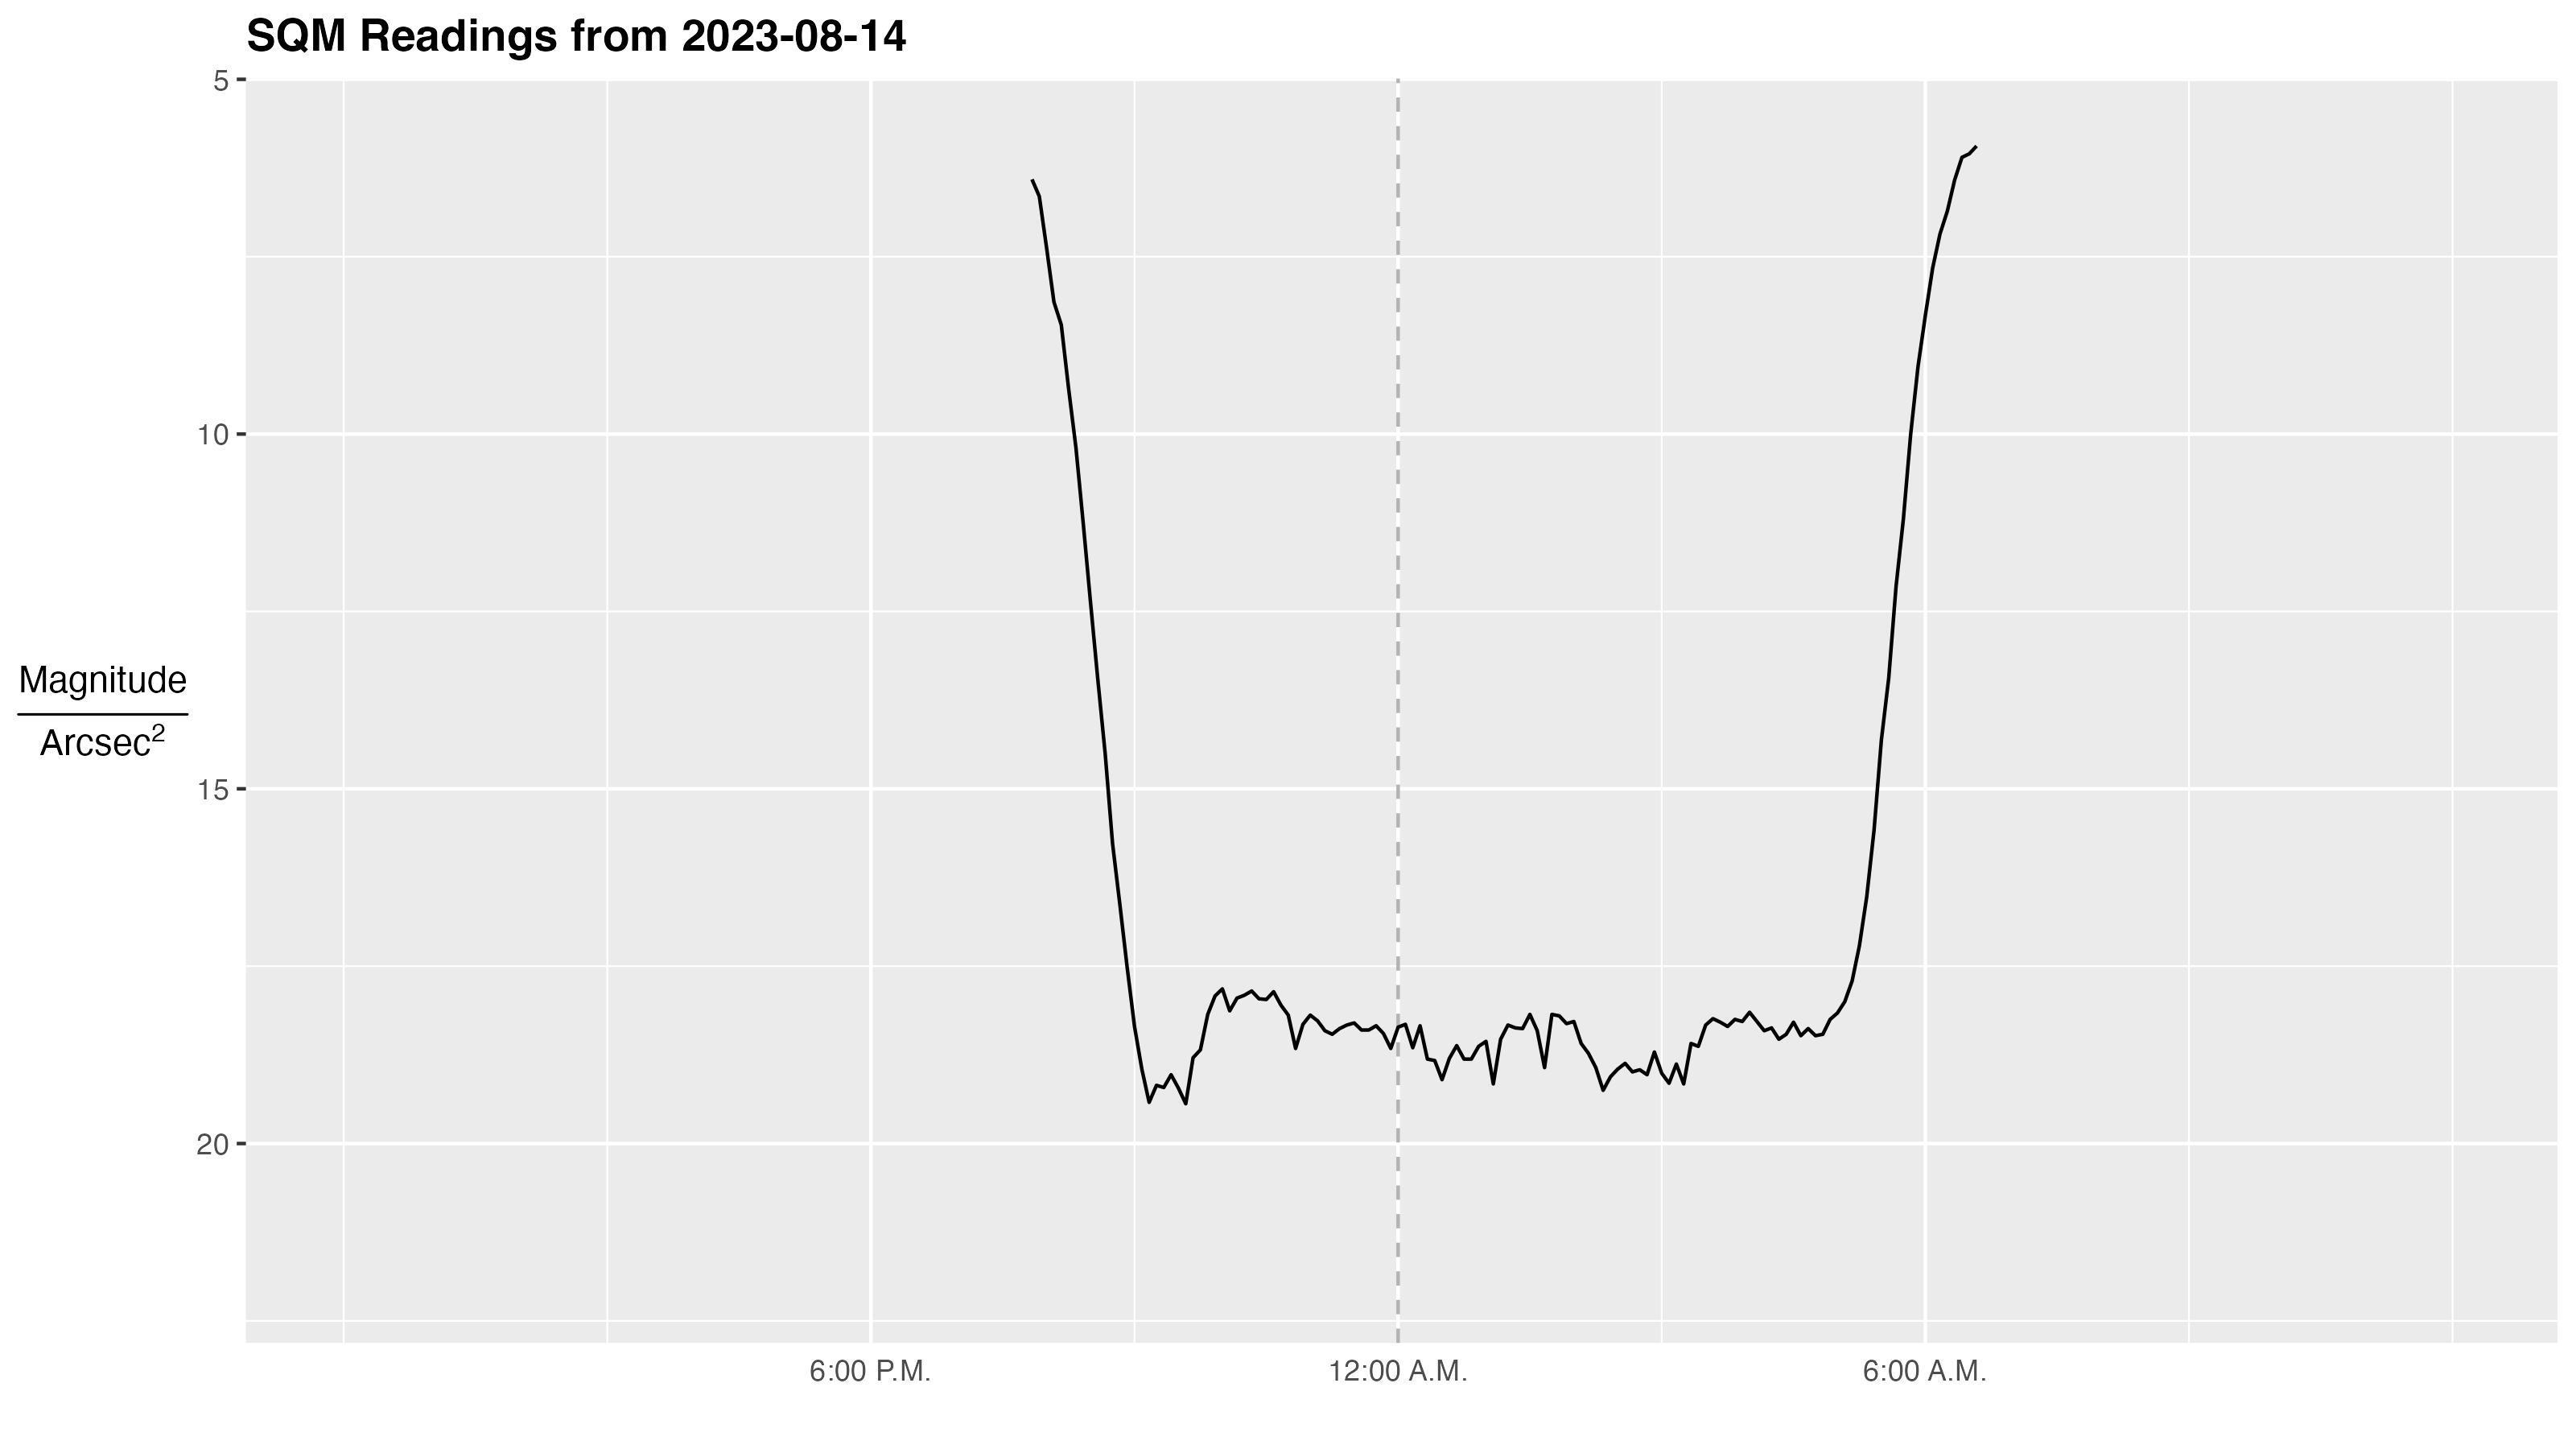 SQM Readings from 2023-08-14
5
10
15
20
Magnitude
Arcsec²
6:00 P.M.
12:00 A.M.
6:00 A.M.